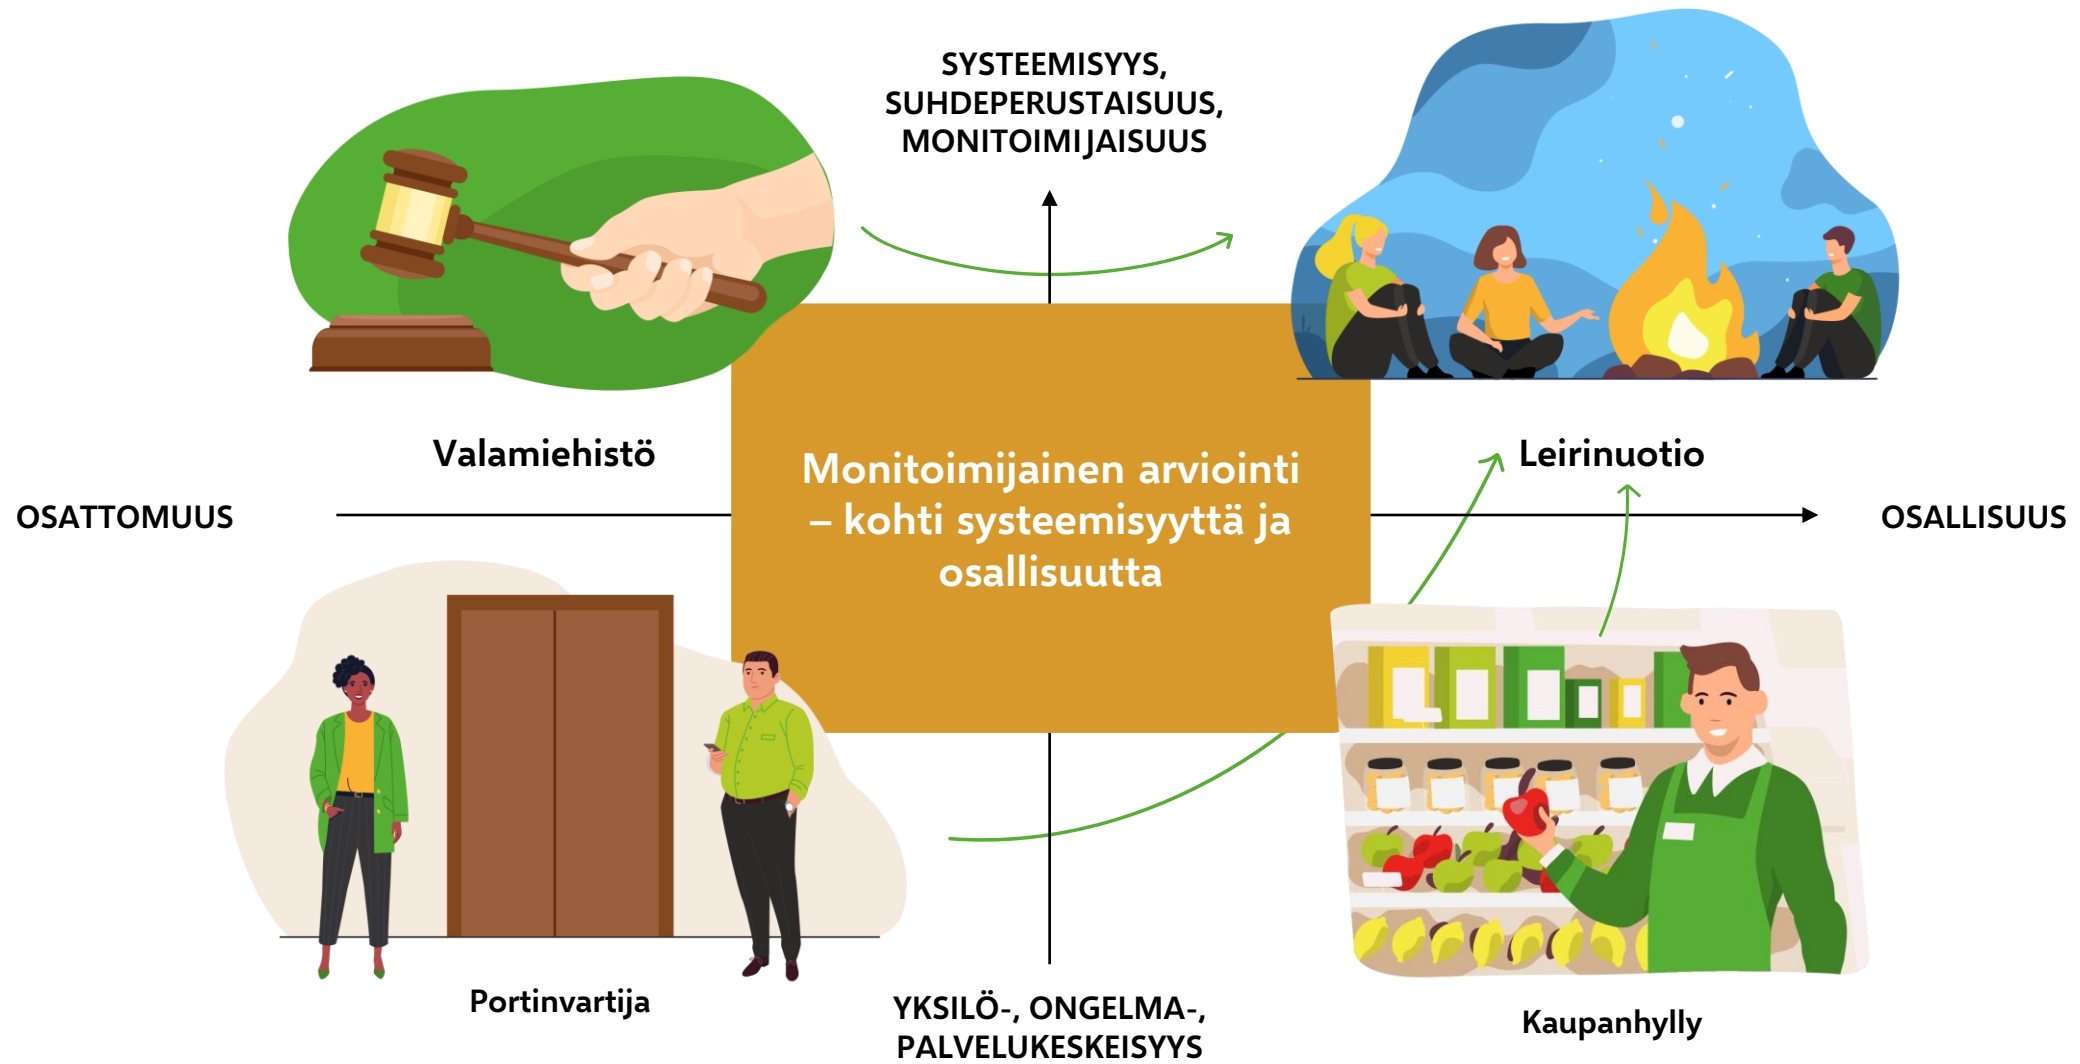 SYSTEEMISYYS,
SUHDEPERUSTAISUUS,
MONITOIMIJAISUUS
Valamiehistö
Leirinuotio
Monitoimijainen arviointi
– kohti systeemisyyttä ja
osallisuutta
OSATTOMUUS
OSALLISUUS
Portinvartija
YKSILÖ-, ONGELMA-,
PALVELUKESKEISYYS
Kaupanhylly